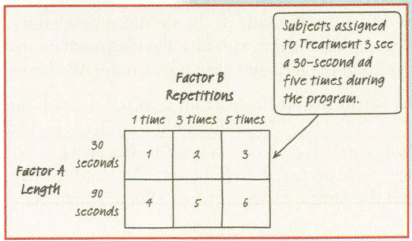 Subjects assigned
to Treatment 3 see
a 30-second ad
five times during
the program.
Factor B
Repetitions
1 time 3 times 5 times
Factor A
Length
30
seconds
1 2 3
90
seconds
4 5 6